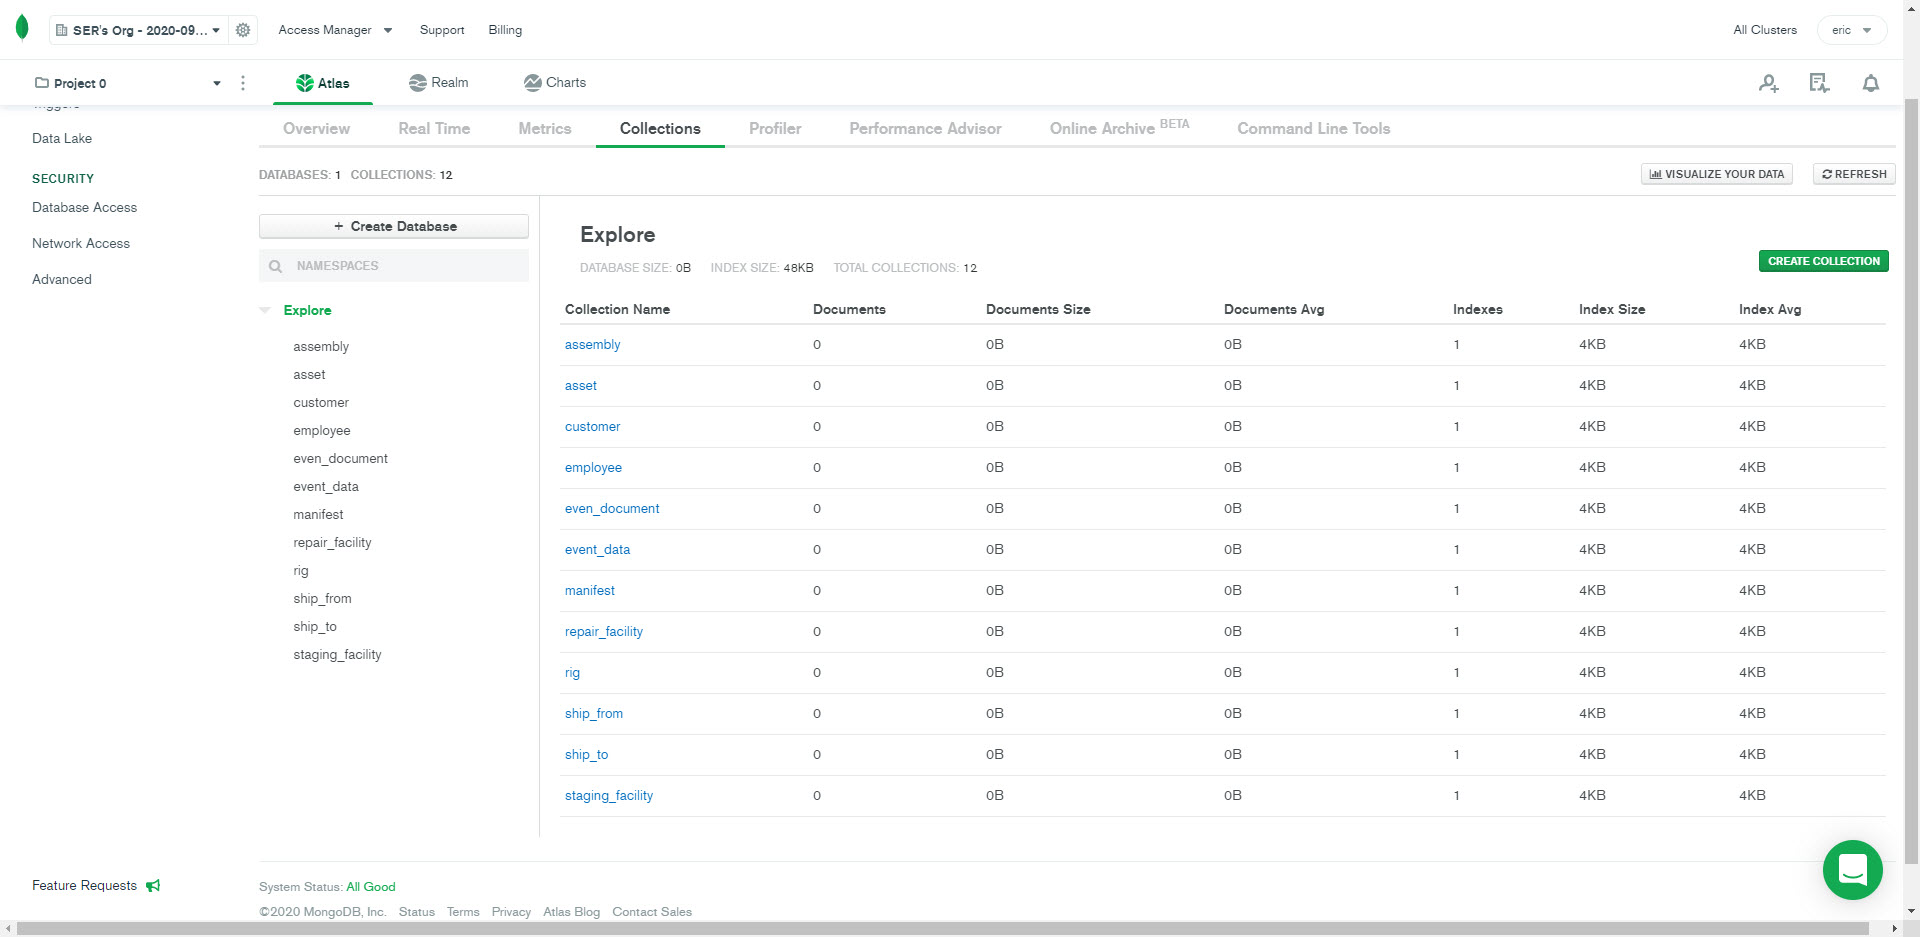 SER's Org - 2020-09... Access Manager Support Billing All Clusters eric
Project 0 Atlas Realm Charts
Triggers
Data Lake
SECURITY
Database Access
Network Access
Advanced
Feature Requests
Overview Real Time Metrics Collections Profiler Performance Advisor Online Archive BETA Command Line Tools
DATABASES: 1 COLLECTIONS: 12 VISUALIZE YOUR DATA REFRESH
+ Create Database
NAMESPACES
Explore
assembly
asset
customer
employee
even_document
event_data
manifest
repair_facility
rig
ship_from
ship_to
staging_facility
Explore
DATABASE SIZE: 0B INDEX SIZE: 48KB TOTAL COLLECTIONS: 12 CREATE COLLECTION
Collection Name Documents Documents Size Documents Avg Indexes Index Size Index Avg
assembly 0 0B 0B 1 4KB 4KB
asset 0 0B 0B 1 4KB 4KB
customer 0 0B 0B 1 4KB 4KB
employee 0 0B 0B 1 4KB 4KB
even_document 0 0B 0B 1 4KB 4KB
event_data 0 0B 0B 1 4KB 4KB
manifest 0 0B 0B 1 4KB 4KB
repair_facility 0 0B 0B 1 4KB 4KB
rig 0 0B 0B 1 4KB 4KB
ship_from 0 0B 0B 1 4KB 4KB
ship_to 0 0B 0B 1 4KB 4KB
staging_facility 0 0B 0B 1 4KB 4KB
System Status: All Good
©2020 MongoDB, Inc. Status Terms Privacy Atlas Blog Contact Sales